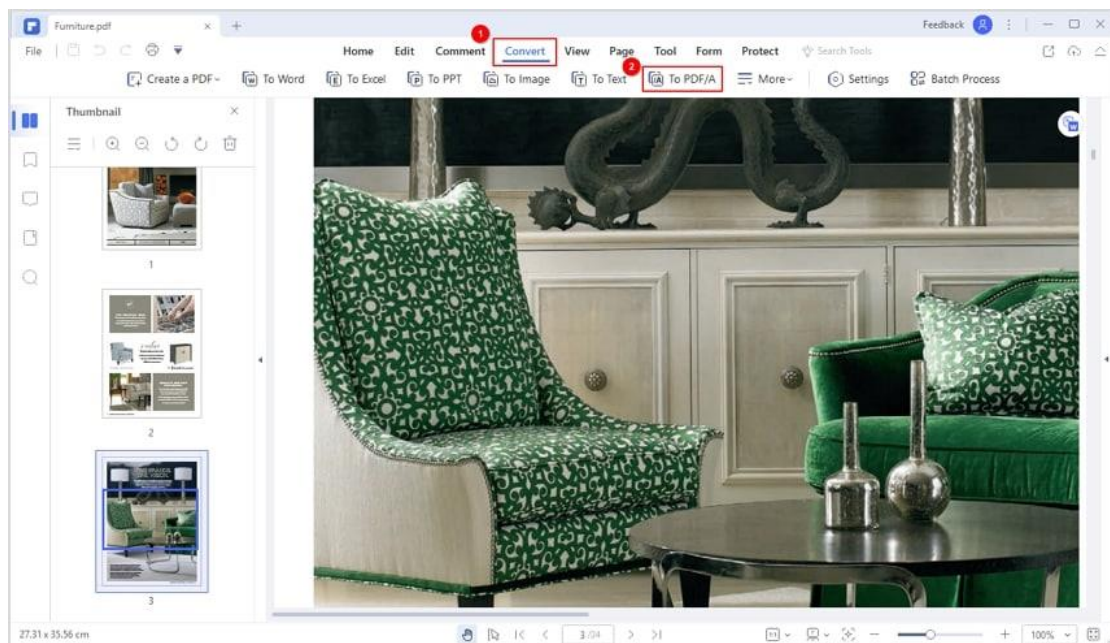 Furniture.pdf
Feedback
1
File
Home Edit Comment Convert View Page Tool Form Protect Search Tools
2
Create a PDF To Word To Excel To PPT To Image To Text To PDF/A More Settings Batch Process
Thumbnail
1
2
3
27.31 x 35.56 cm
3 /04
100%